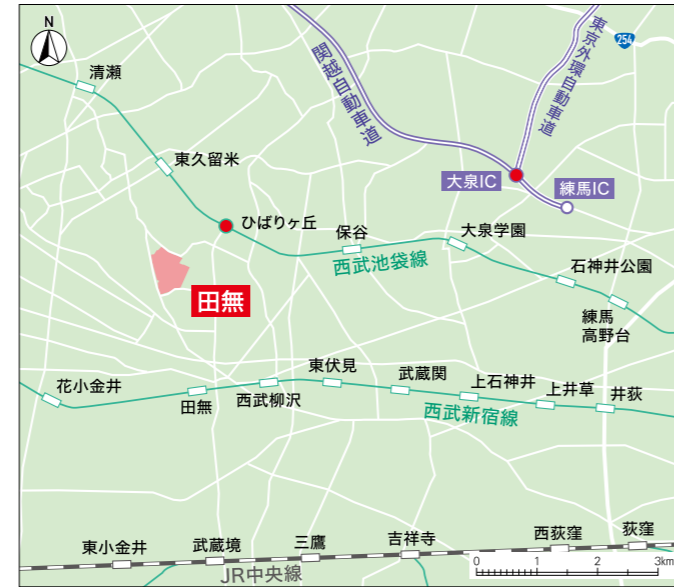 N
254
清瀬
関越自動車道
東京外環自動車道
東久留米
大泉IC
練馬IC
ひばりヶ丘
保谷
大泉学園
西武池袋線
石神井公園
田無
練馬
高野台
東伏見
武蔵関
上石神井
上井草
井荻
花小金井
田無
西武柳沢
西武新宿線
東小金井
武蔵境
三鷹
吉祥寺
西荻窪
荻窪
JR中央線
0 1 2 3km